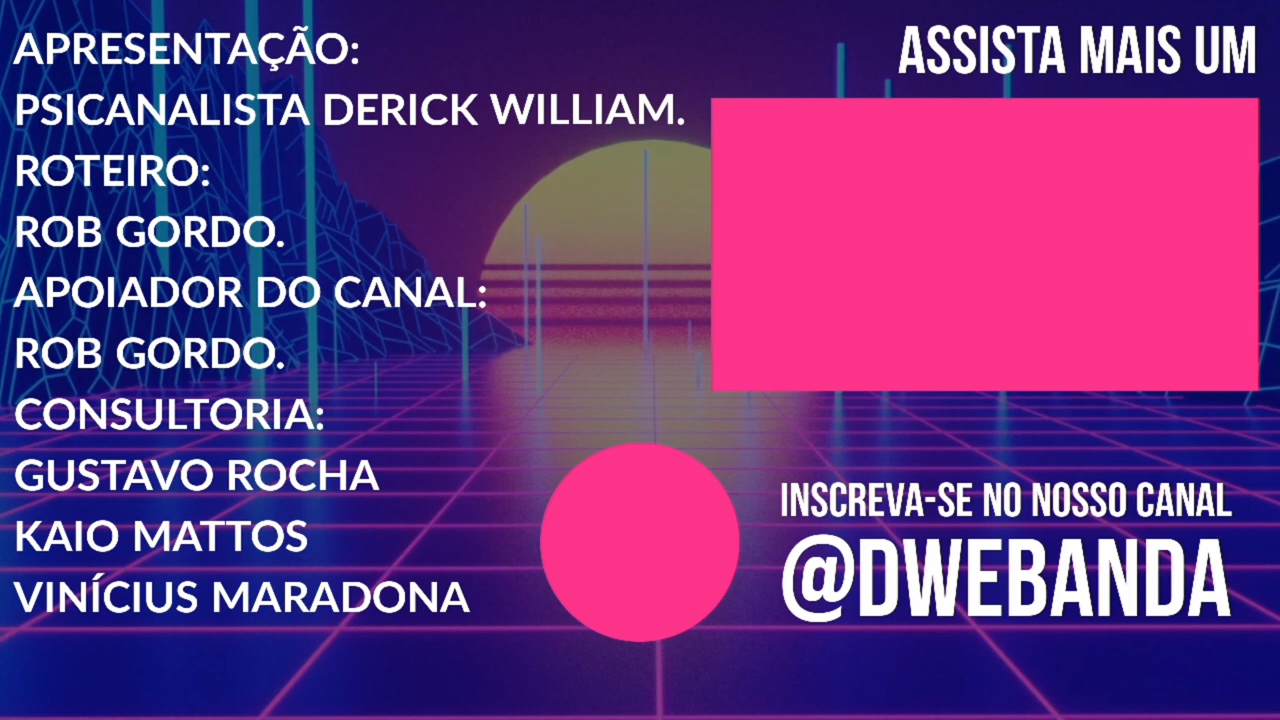 APRESENTAÇÃO:
PSICANALISTA DERICK WILLIAM.
ROTEIRO:
ROB GORDO.
APOIADOR DO CANAL:
ROB GORDO.
CONSULTORIA:
GUSTAVO ROCHA
KAIO MATTOS
VINÍCIUS MARADONA
ASSISTA MAIS UM
INSCREVA-SE NO NOSSO CANAL
@DWEBANDA